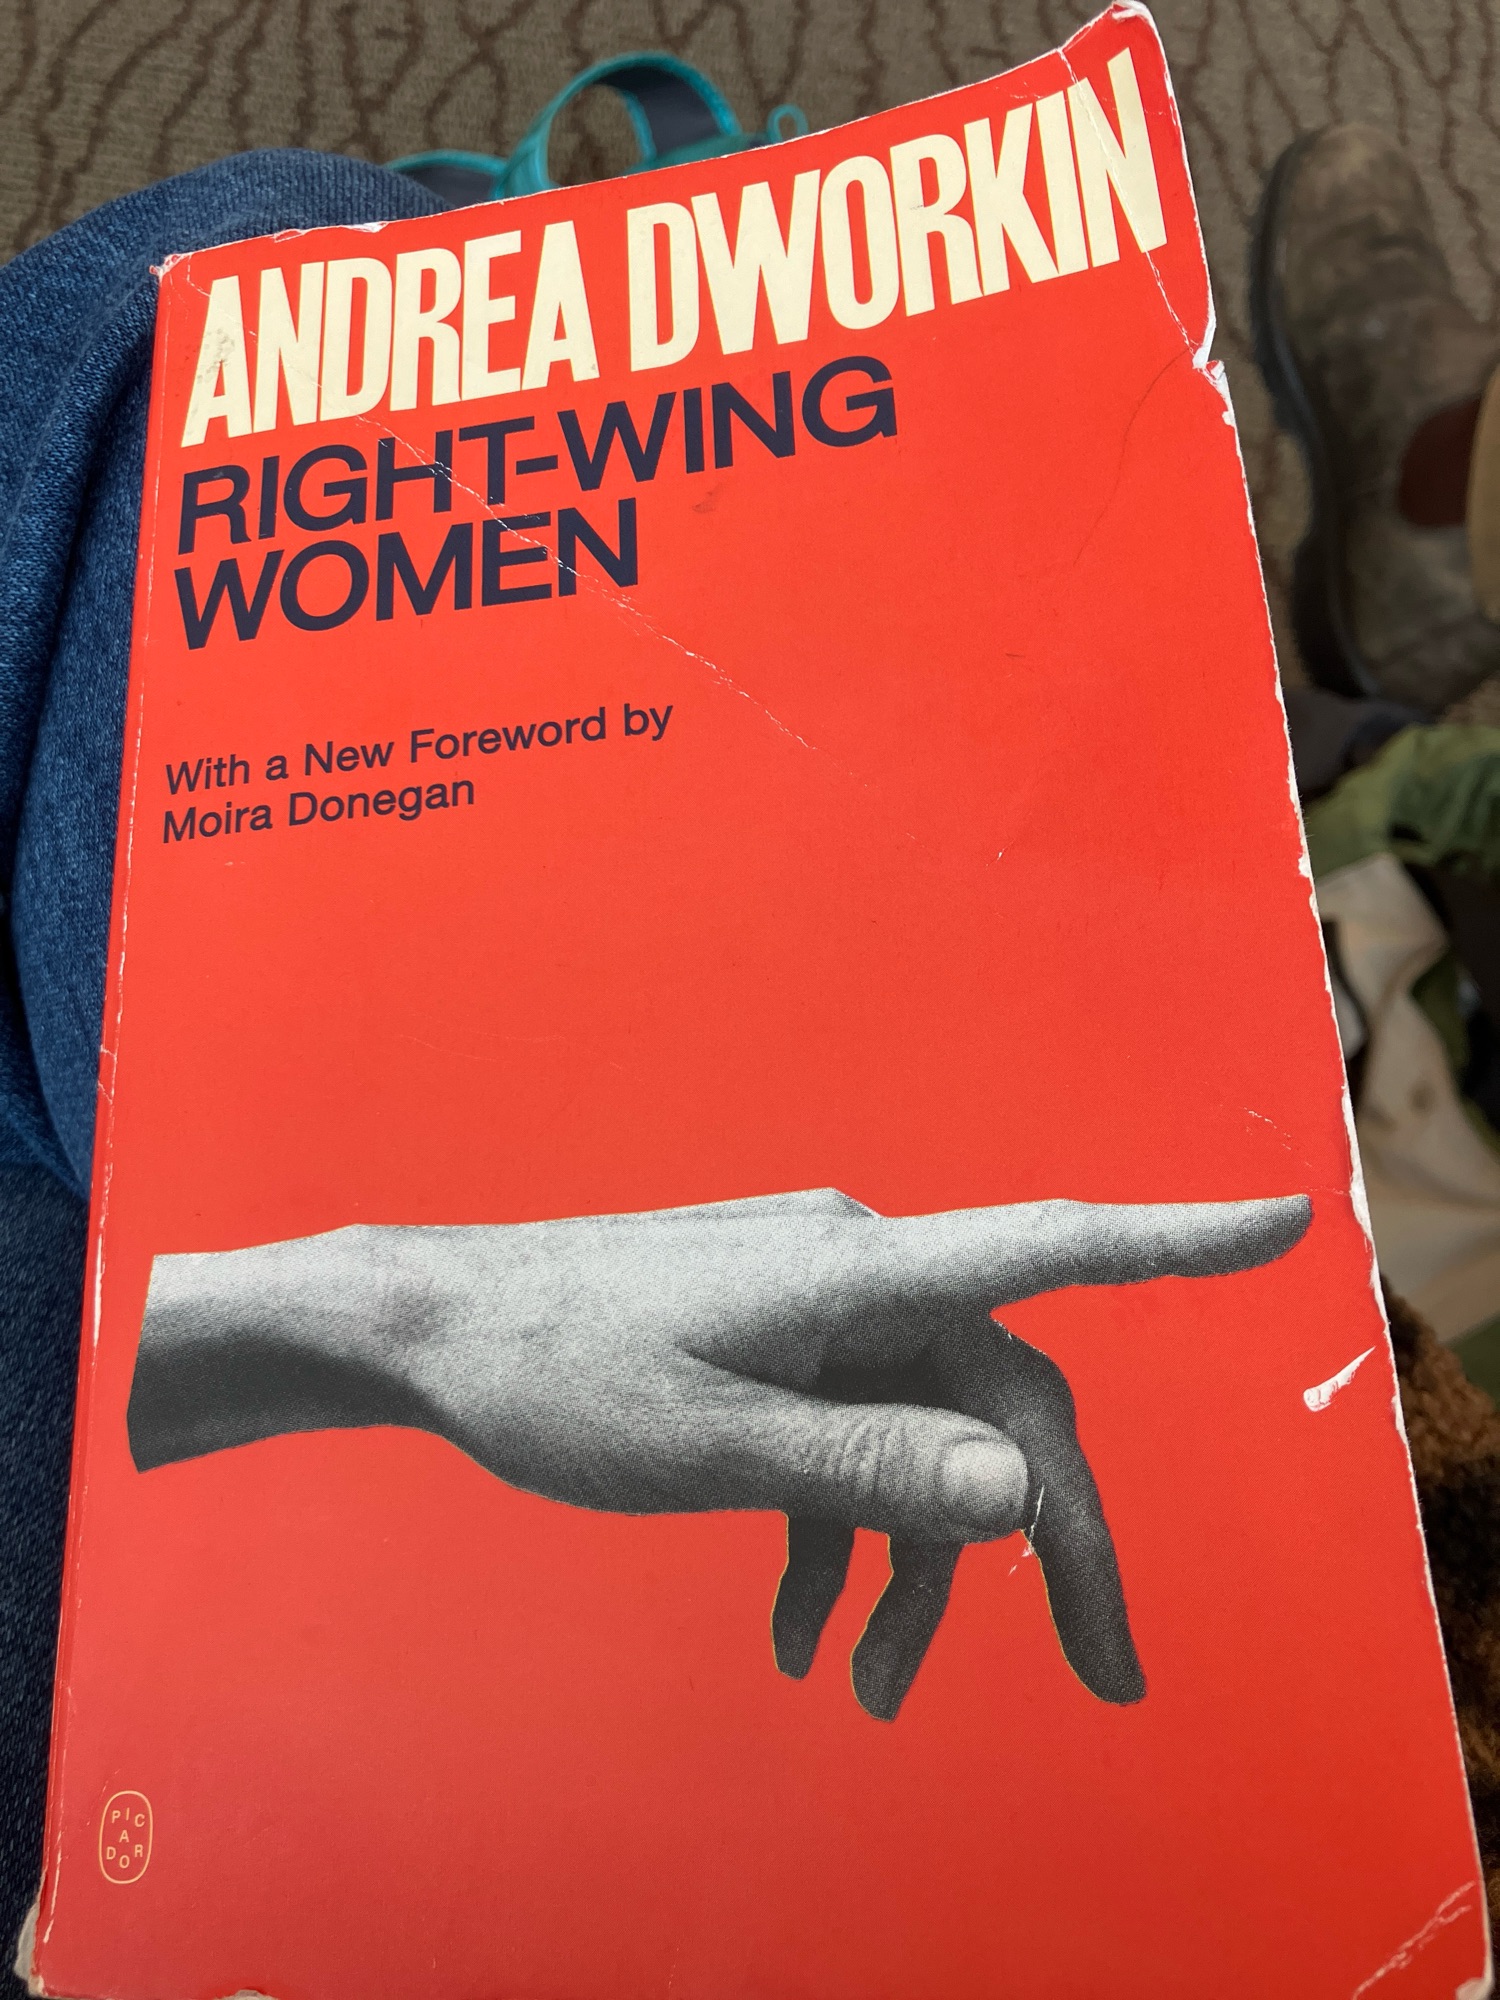 ANDREA DWORKIN
RIGHT-WING
WOMEN
With a New Foreword by
Moira Donegan
PICADOR